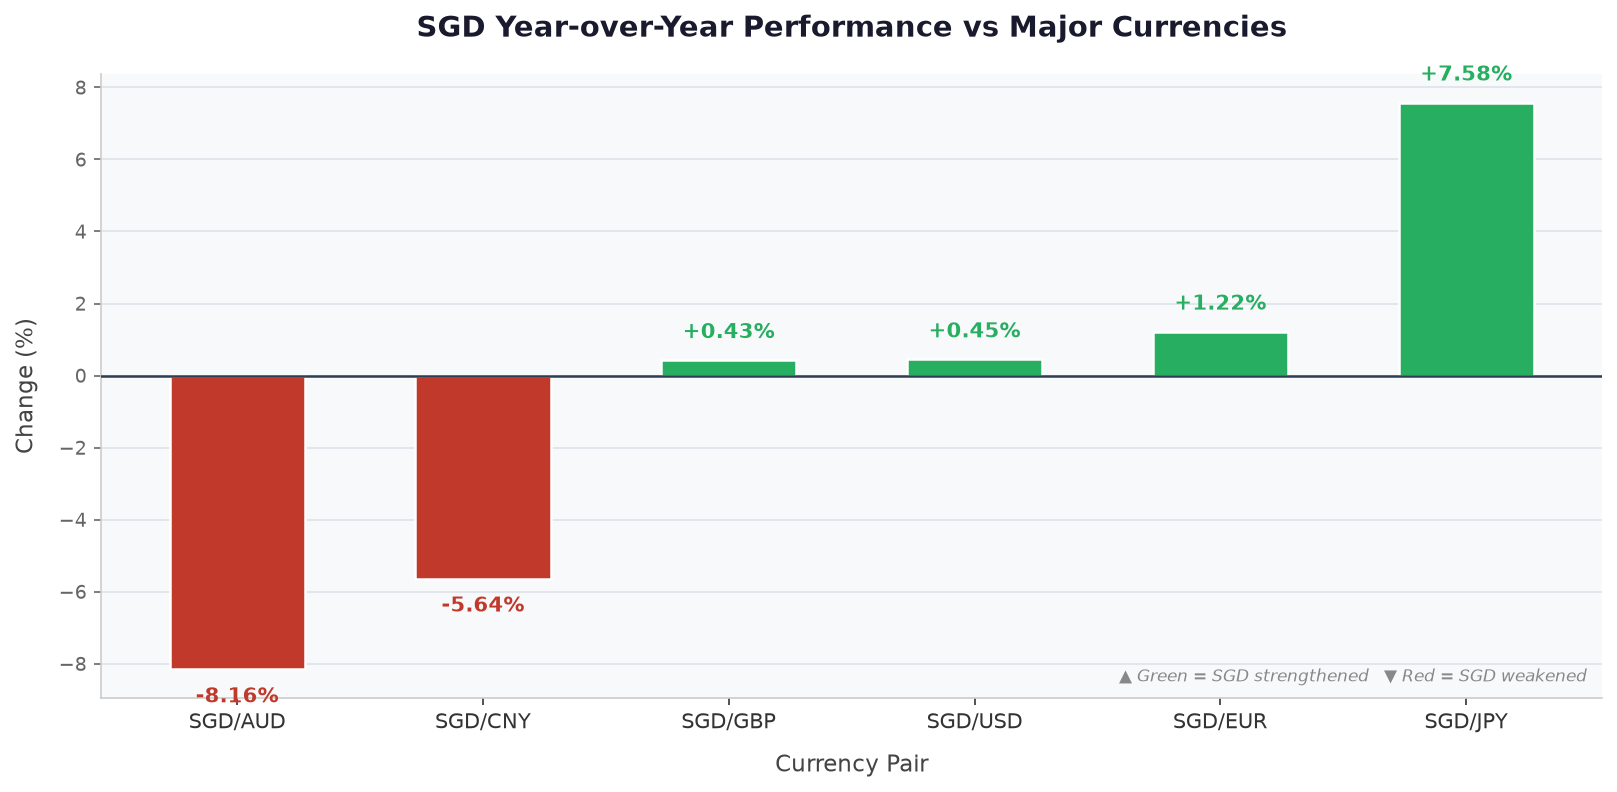 SGD Year-over-Year Performance vs Major Currencies
Change (%)
8
6
4
2
0
−2
−4
−6
−8
-8.16%
-5.64%
+0.43%
+0.45%
+1.22%
+7.58%
▲ Green = SGD strengthened ▼ Red = SGD weakened
SGD/AUD
SGD/CNY
SGD/GBP
SGD/USD
SGD/EUR
SGD/JPY
Currency Pair